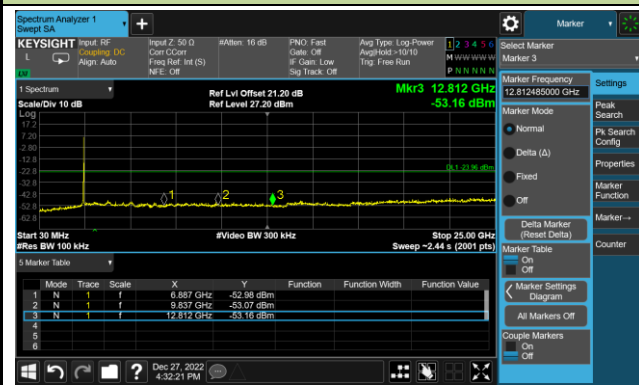 Spectrum Analyzer 1
Swept SA
+
Marker
KEYSIGHT
L
Input: RF
Coupling: DC
Align: Auto
Input Z: 50 Ω
Corr CCorr
Freq Ref: Int (S)
NFE: Off
#Atten: 16 dB
PNO: Fast
Gate: Off
IF Gain: Low
Sig Track: Off
Avg Type: Log-Power
Avg|Hold:>10/10
Trig: Free Run
1 2 3 4 5 6
M W W W W W
P N N N N N
1 Spectrum
Scale/Div 10 dB
Ref Lvl Offset 21.20 dB
Ref Level 27.20 dBm
Mkr3 12.812 GHz
-53.16 dBm
Log
17.2
7.20
-2.80
-12.8
-22.8
-32.8
-42.8
-52.8
-62.8
DL1 -23.96 dBm
1
2
3
Start 30 MHz
#Res BW 100 kHz
#Video BW 300 kHz
Stop 25.00 GHz
Sweep ~2.44 s (2001 pts)
5 Marker Table
Mode Trace Scale X Y Function Function Width Function Value
1 N 1 f 6.887 GHz -52.98 dBm
2 N 1 f 9.837 GHz -53.07 dBm
3 N 1 f 12.812 GHz -53.16 dBm
4
5
6
Select Marker
Marker 3
Marker Frequency
12.812485000 GHz
Marker Mode
Normal
Delta (Δ)
Fixed
Off
Delta Marker
(Reset Delta)
Marker Table
On
Off
Marker Settings
Diagram
All Markers Off
Couple Markers
On
Off
Settings
Peak
Search
Pk Search
Config
Properties
Marker
Function
Marker→
Counter
?
Dec 27, 2022
4:32:21 PM